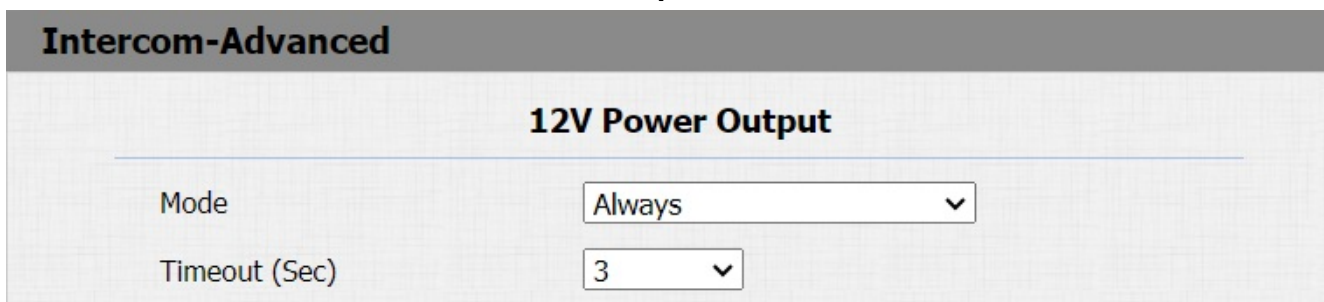 Intercom-Advanced
12V Power Output
Mode Always
Timeout (Sec) 3